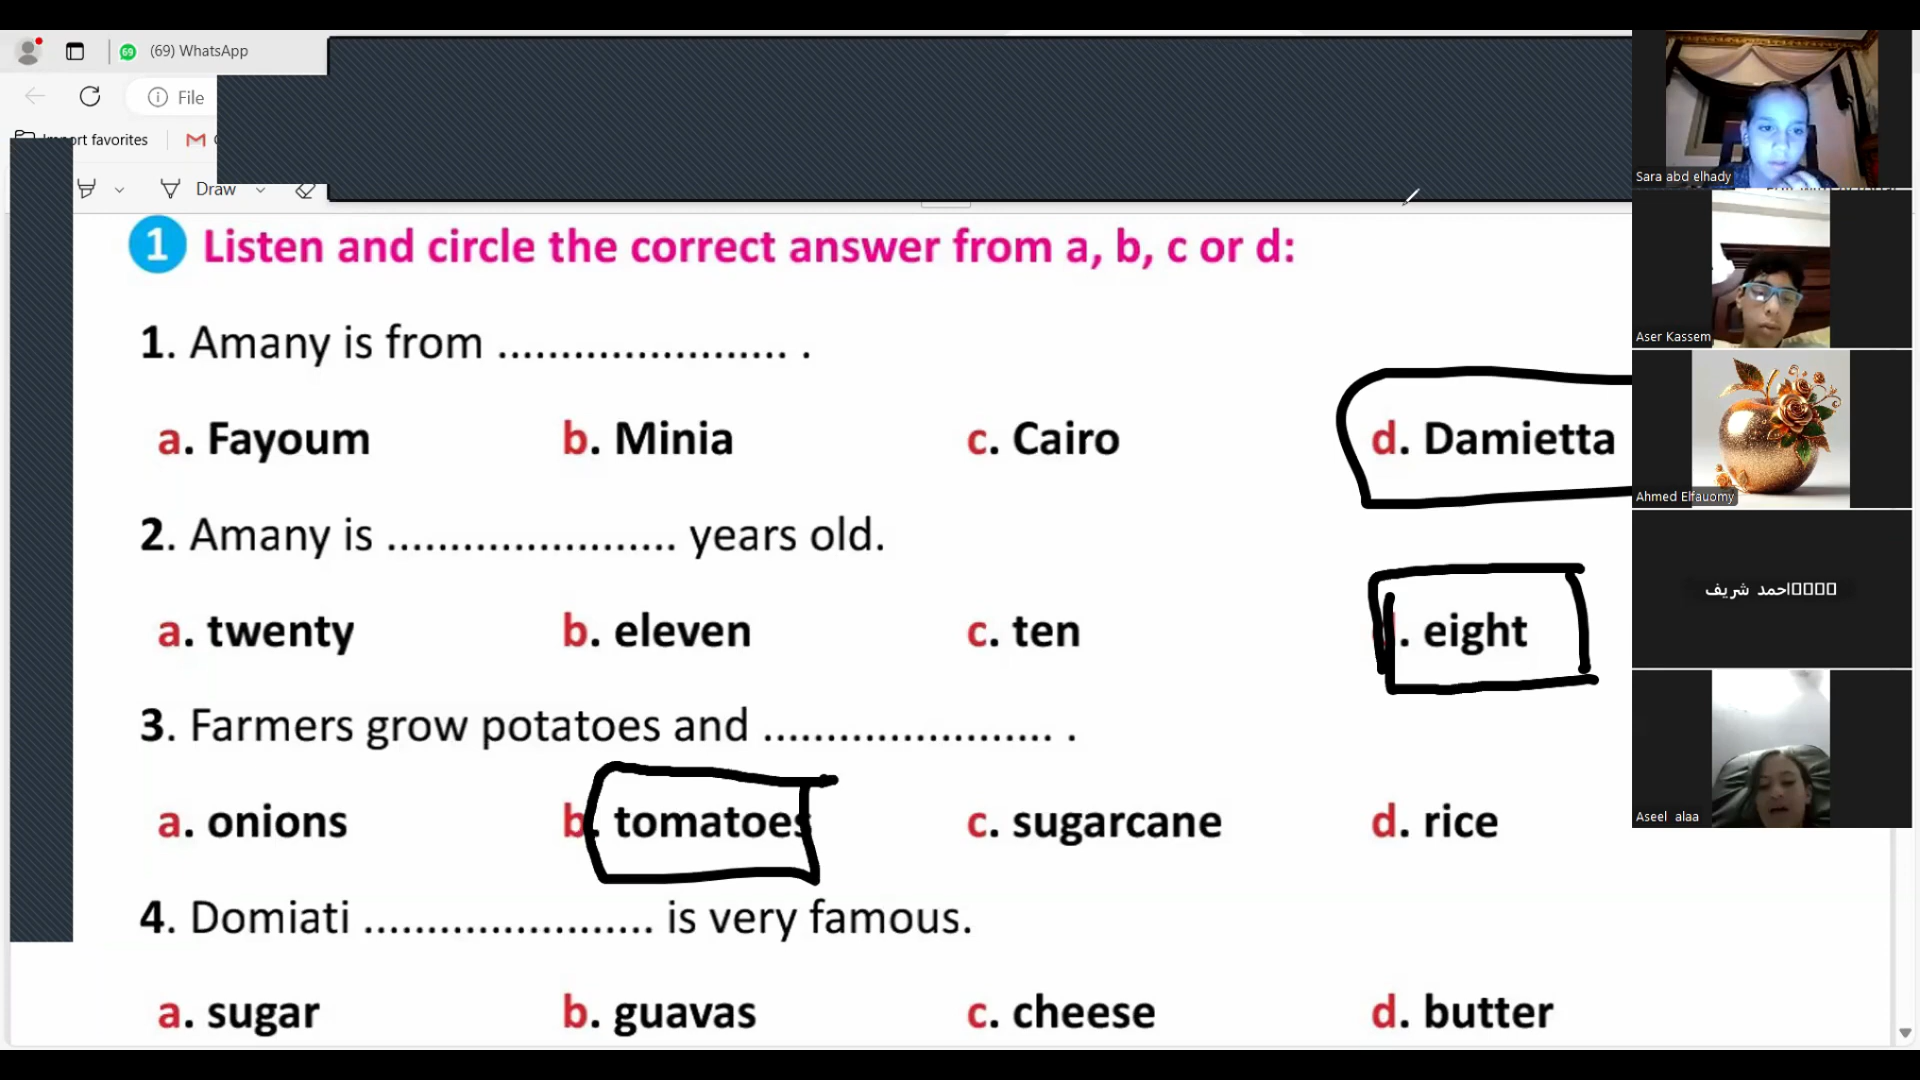 (69) WhatsApp
File
Import favorites
Draw
1 Listen and circle the correct answer from a, b, c or d:
1. Amany is from ....................... .
a. Fayoum b. Minia c. Cairo d. Damietta
2. Amany is ....................... years old.
a. twenty b. eleven c. ten . eight
3. Farmers grow potatoes and ....................... .
a. onions b. tomatoes c. sugarcane d. rice
4. Domiati ....................... is very famous.
a. sugar b. guavas c. cheese d. butter
Sara abd elhady
Aser Kassem
Ahmed Elfauomy
احمد شريف
Aseel alaa